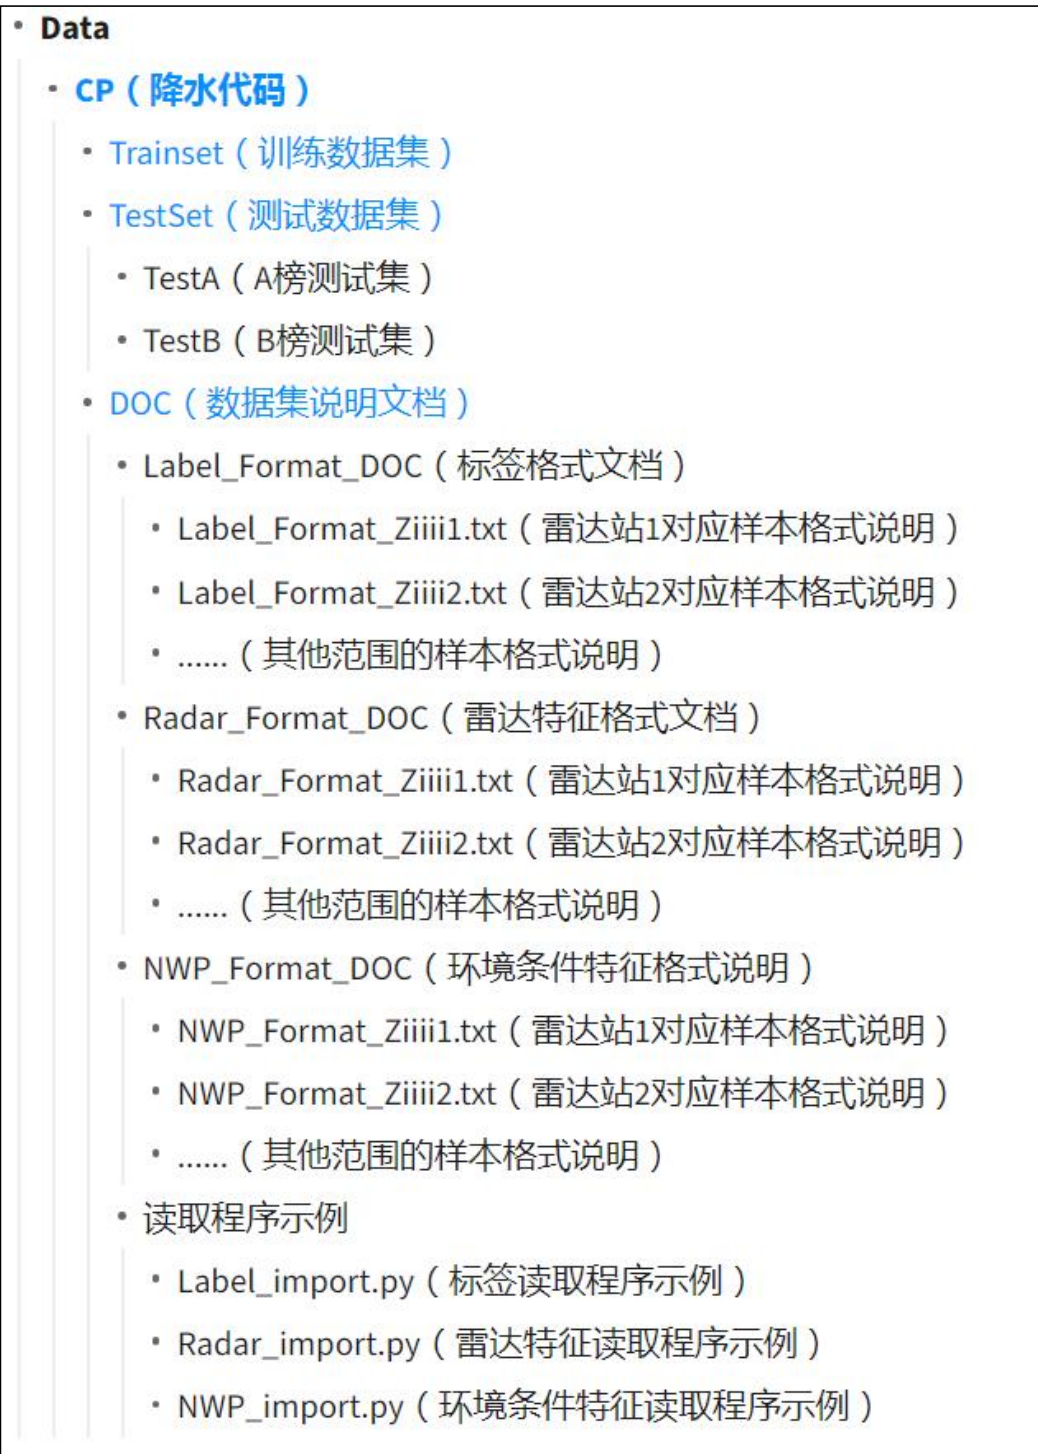 Data
CP（降水代码）
Trainset（训练数据集）
TestSet（测试数据集）
TestA（A榜测试集）
TestB（B榜测试集）
DOC（数据集说明文档）
Label_Format_DOC（标签格式文档）
Label_Format_Ziiii1.txt（雷达站1对应样本格式说明）
Label_Format_Ziiii2.txt（雷达站2对应样本格式说明）
......（其他范围的样本格式说明）
Radar_Format_DOC（雷达特征格式文档）
Radar_Format_Ziiii1.txt（雷达站1对应样本格式说明）
Radar_Format_Ziiii2.txt（雷达站2对应样本格式说明）
......（其他范围的样本格式说明）
NWP_Format_DOC（环境条件特征格式说明）
NWP_Format_Ziiii1.txt（雷达站1对应样本格式说明）
NWP_Format_Ziiii2.txt（雷达站2对应样本格式说明）
......（其他范围的样本格式说明）
读取程序示例
Label_import.py（标签读取程序示例）
Radar_import.py（雷达特征读取程序示例）
NWP_import.py（环境条件特征读取程序示例）